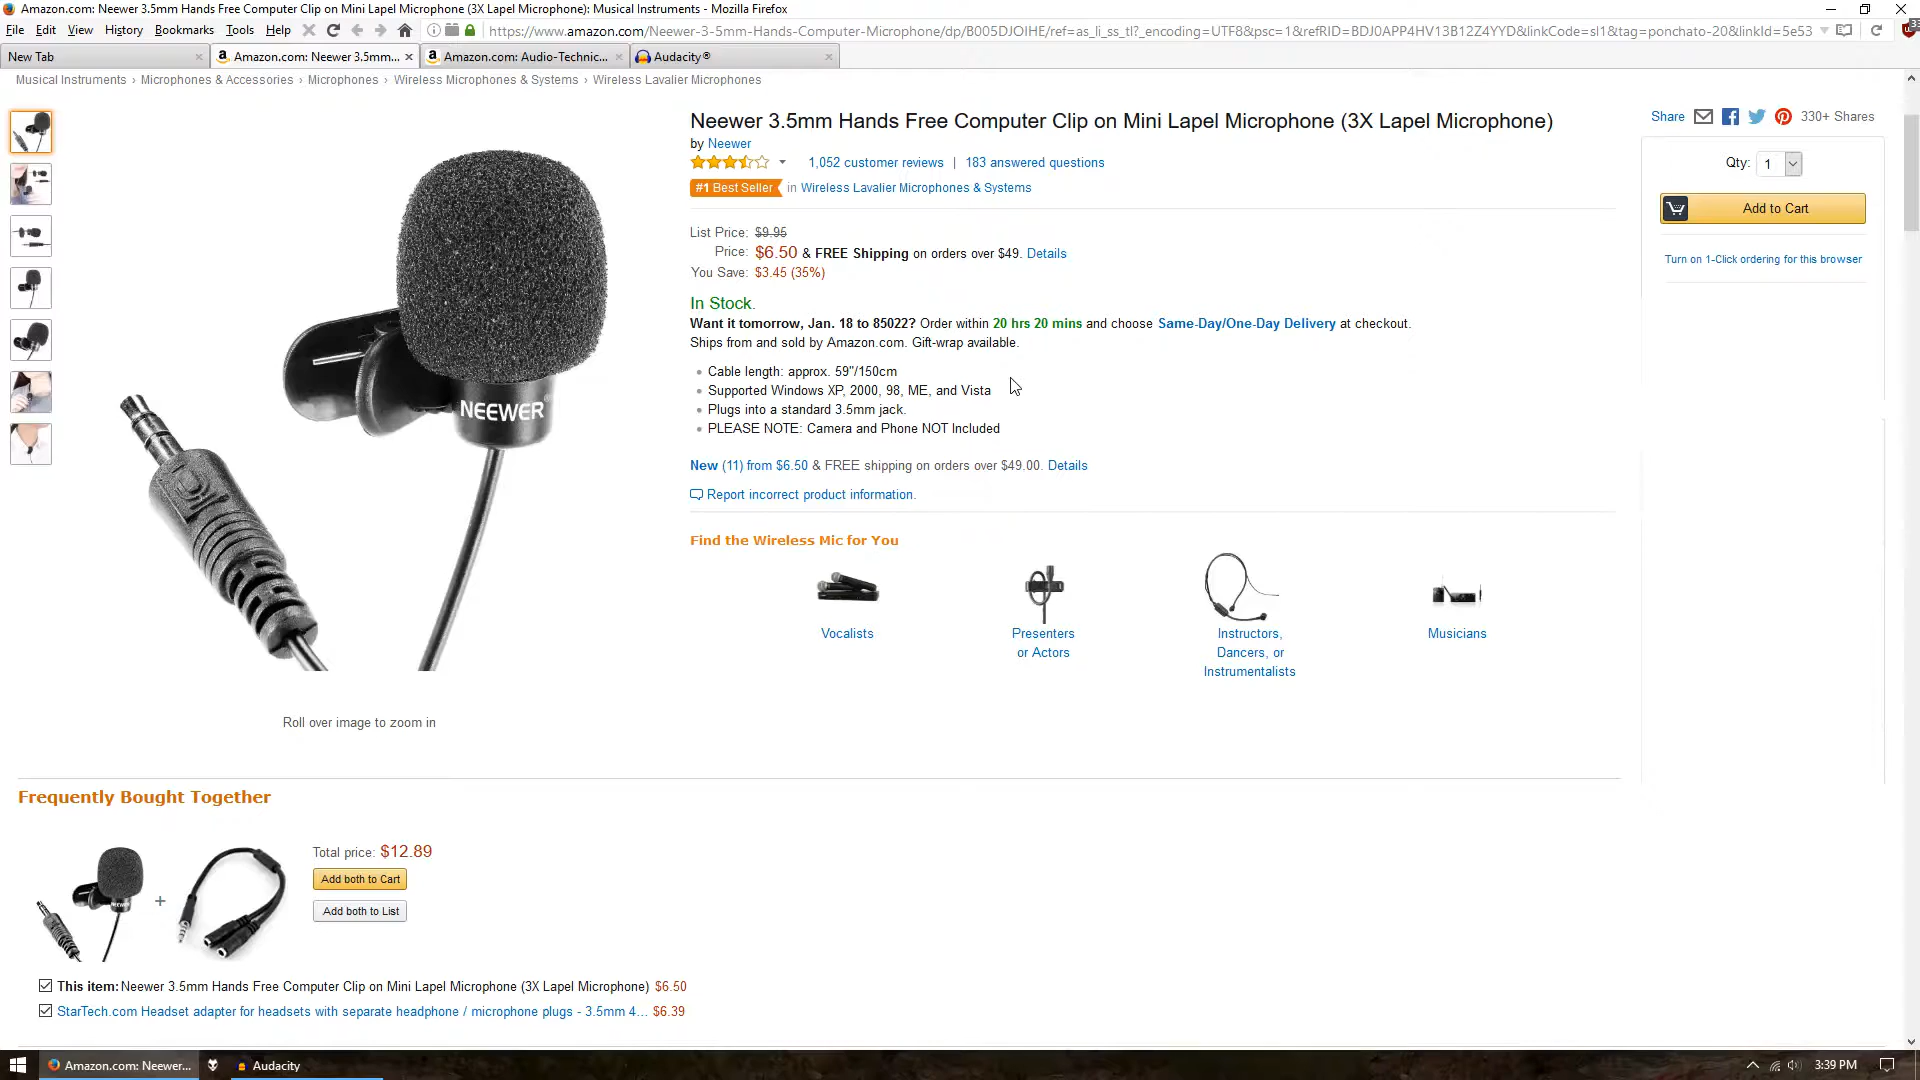 Amazon.com: Neewer 3.5mm Hands Free Computer Clip on Mini Lapel Microphone (3X Lapel Microphone): Musical Instruments - Mozilla Firefox
File Edit View History Bookmarks Tools Help
https://www.amazon.com/Neewer-3-5mm-Hands-Computer-Microphone/dp/B005DJOIHE/ref=as_li_ss_tl?_encoding=UTF8&psc=1&refRID=BDJ0APP4HV13B12Z4YYD&linkCode=sl1&tag=ponchato-20&linkId=5e53
New Tab
Amazon.com: Neewer 3.5mm...
Amazon.com: Audio-Technic...
Audacity®
Musical Instruments › Microphones & Accessories › Microphones › Wireless Microphones & Systems › Wireless Lavalier Microphones
NEEWER
Roll over image to zoom in
Neewer 3.5mm Hands Free Computer Clip on Mini Lapel Microphone (3X Lapel Microphone)
by Neewer
1,052 customer reviews | 183 answered questions
#1 Best Seller in Wireless Lavalier Microphones & Systems
List Price: $9.95
Price: $6.50 & FREE Shipping on orders over $49. Details
You Save: $3.45 (35%)
In Stock.
Want it tomorrow, Jan. 18 to 85022? Order within 20 hrs 20 mins and choose Same-Day/One-Day Delivery at checkout.
Ships from and sold by Amazon.com. Gift-wrap available.
Cable length: approx. 59"/150cm
Supported Windows XP, 2000, 98, ME, and Vista
Plugs into a standard 3.5mm jack.
PLEASE NOTE: Camera and Phone NOT Included
New (11) from $6.50 & FREE shipping on orders over $49.00. Details
Report incorrect product information.
Find the Wireless Mic for You
Vocalists
Presenters
or Actors
Instructors,
Dancers, or
Instrumentalists
Musicians
Share
330+ Shares
Qty: 1
Add to Cart
Turn on 1-Click ordering for this browser
Frequently Bought Together
NEEWER
+
Total price: $12.89
Add both to Cart
Add both to List
This item: Neewer 3.5mm Hands Free Computer Clip on Mini Lapel Microphone (3X Lapel Microphone) $6.50
StarTech.com Headset adapter for headsets with separate headphone / microphone plugs - 3.5mm 4... $6.39
Amazon.com: Neewer...
Audacity
3:39 PM